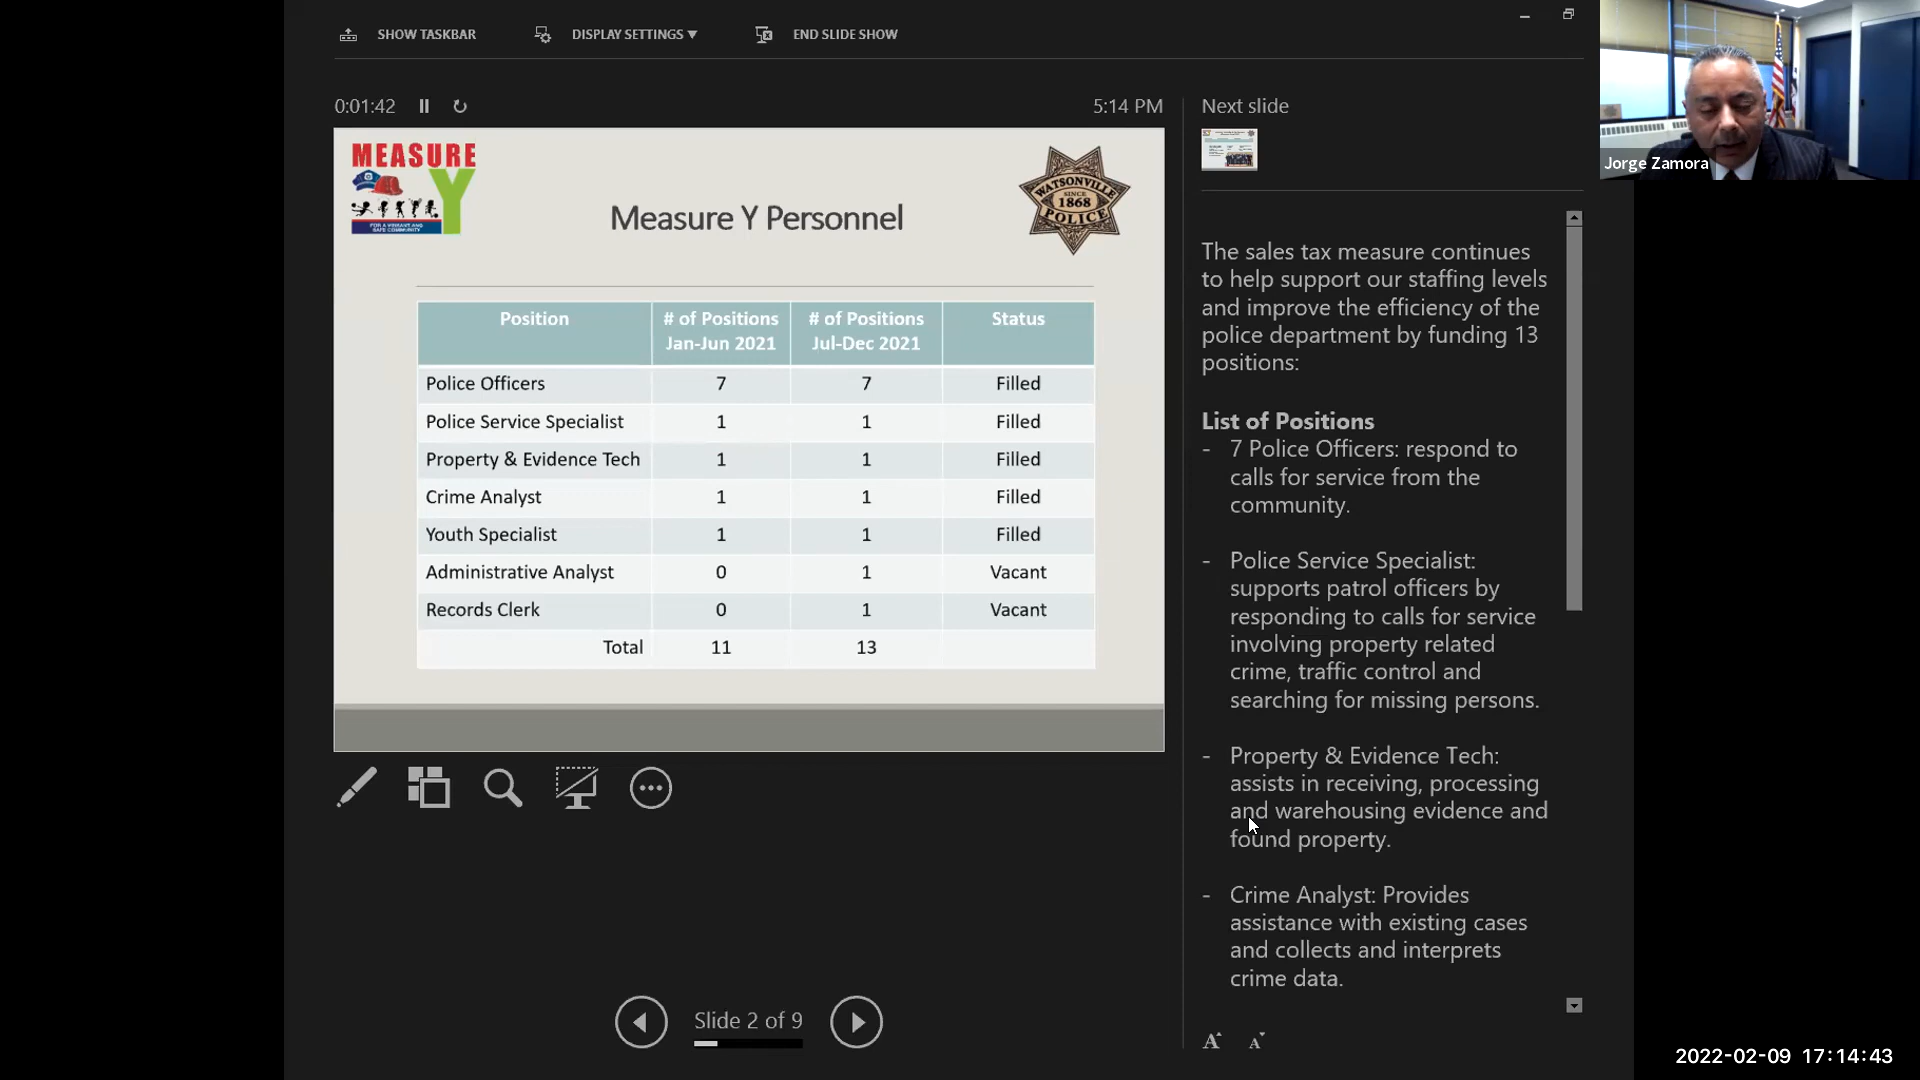 SHOW TASKBAR
DISPLAY SETTINGS
END SLIDE SHOW
0:01:42
5:14 PM
Next slide
Jorge Zamora
MEASURE
Y
FOR A VIBRANT AND
SAFE COMMUNITY
WATSONVILLE
SINCE
1868
POLICE
Measure Y Personnel
Position # of Positions Jan-Jun 2021 # of Positions Jul-Dec 2021 Status
Police Officers 7 7 Filled
Police Service Specialist 1 1 Filled
Property & Evidence Tech 1 1 Filled
Crime Analyst 1 1 Filled
Youth Specialist 1 1 Filled
Administrative Analyst 0 1 Vacant
Records Clerk 0 1 Vacant
Total 11 13
Slide 2 of 9
The sales tax measure continues
to help support our staffing levels
and improve the efficiency of the
police department by funding 13
positions:
List of Positions
- 7 Police Officers: respond to
calls for service from the
community.
- Police Service Specialist:
supports patrol officers by
responding to calls for service
involving property related
crime, traffic control and
searching for missing persons.
- Property & Evidence Tech:
assists in receiving, processing
and warehousing evidence and
found property.
- Crime Analyst: Provides
assistance with existing cases
and collects and interprets
crime data.
A A
2022-02-09 17:14:43